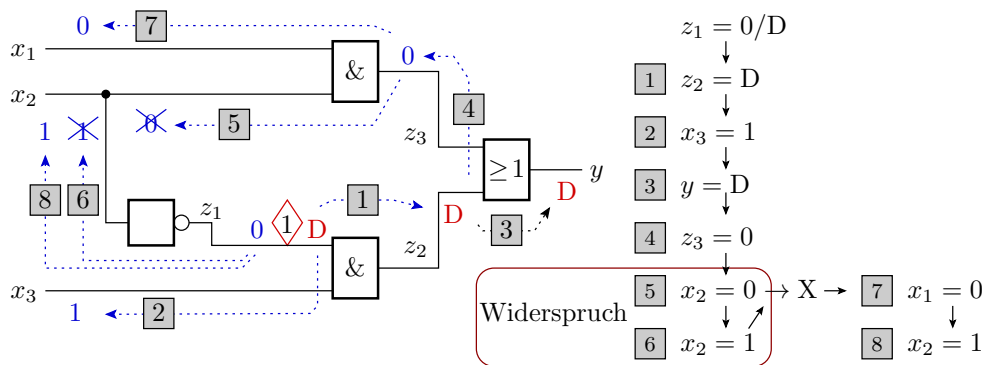 0 7
x₁
& 0
x₂
4
1 1 0 5
z₃
≥1 y
8 6 1 D
z₁ D 3
0 1 D
z₂
&
x₃
1 2
z₁ = 0/D
1 z₂ = D
2 x₃ = 1
3 y = D
4 z₃ = 0
5 x₂ = 0 → X → 7 x₁ = 0
Widerspruch
6 x₂ = 1 8 x₂ = 1